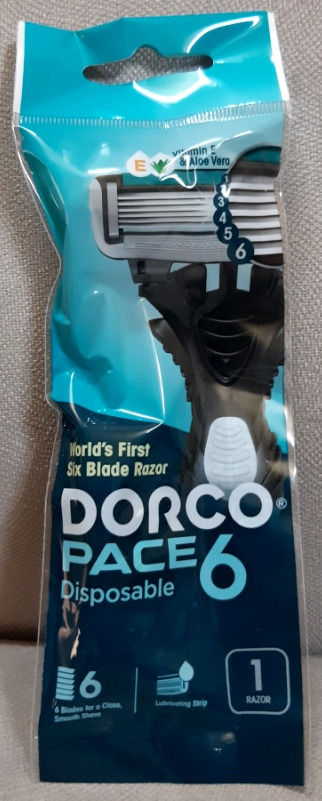 E
Vitamin E
& Aloe Vera
1
2
3
4
5
6
World's First
Six Blade Razor
DORCO®
PACE 6
Disposable
6
6 Blades for a Close,
Smooth Shave
Lubricating Strip
1
RAZOR